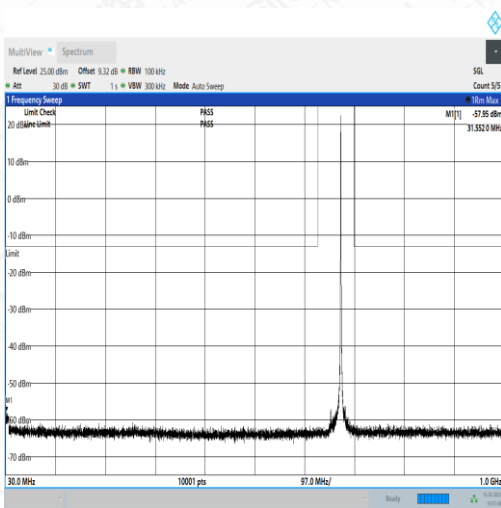 MultiView Spectrum
Ref Level 25.00 dBm Offset 9.32 dB RBW 100 kHz SGL
Att 30 dB SWT 1 s VBW 300 kHz Mode Auto Sweep Count 5/5
1 Frequency Sweep 1Rm Max
Limit Check PASS M1[1] -57.95 dBm
Line Limit PASS 31.5520 MHz
20 dBm
10 dBm
0 dBm
-10 dBm
Limit
-20 dBm
-30 dBm
-40 dBm
-50 dBm
M1
-60 dBm
-70 dBm
30.0 MHz 10001 pts 97.0 MHz/ 1.0 GHz
Ready